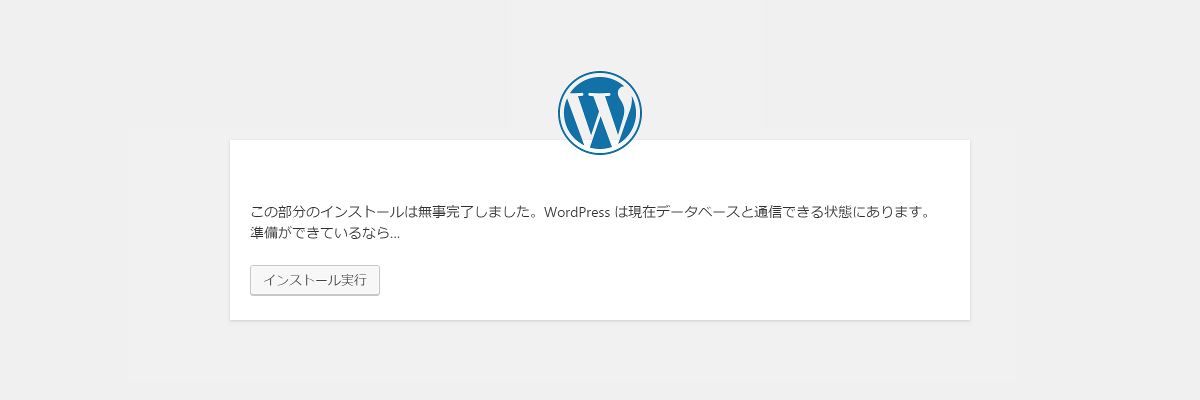 この部分のインストールは無事完了しました。WordPress は現在データベースと通信できる状態にあります。
準備ができているなら…
インストール実行